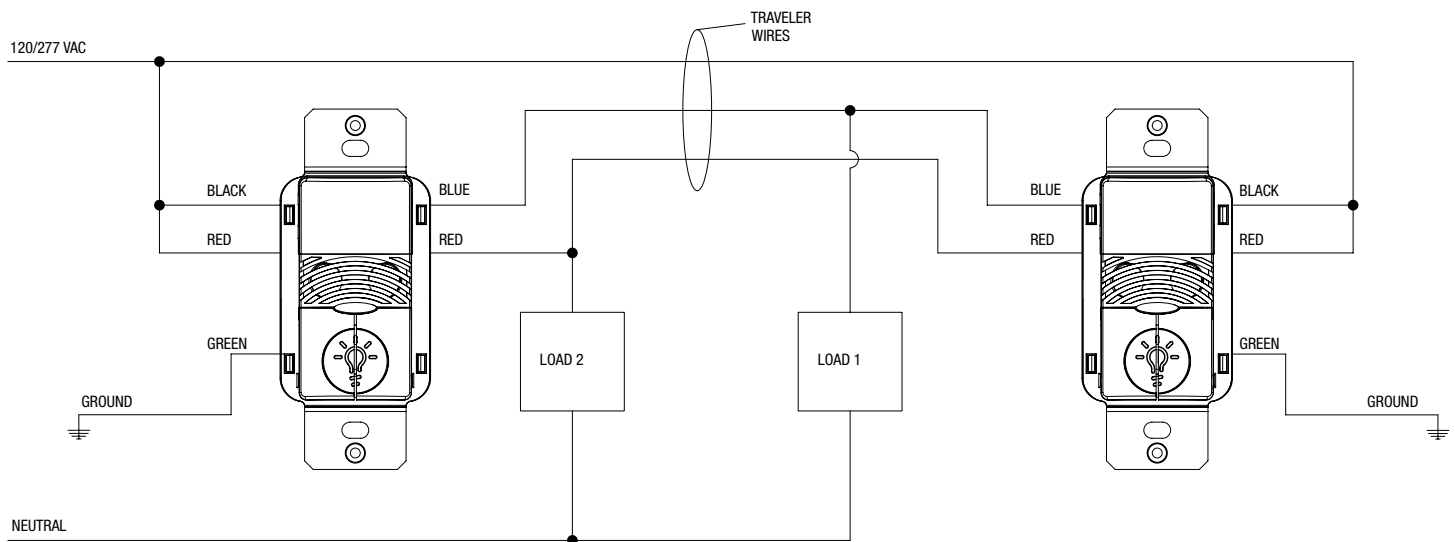 TRAVELER
WIRES
120/277 VAC
BLACK
BLUE
BLUE
BLACK
RED
RED
RED
RED
GREEN
LOAD 2
LOAD 1
GREEN
GROUND
GROUND
NEUTRAL